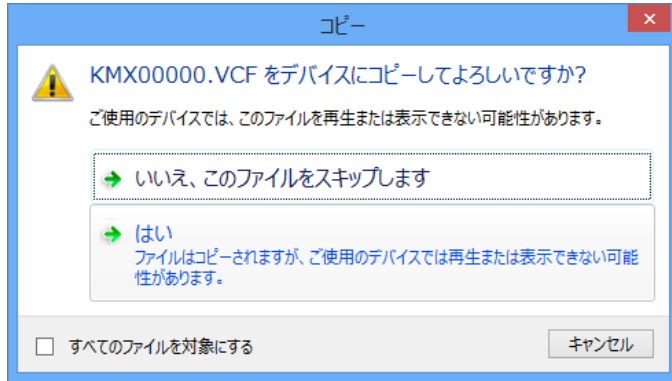 コピー
KMX00000.VCF をデバイスにコピーしてよろしいですか?
ご使用のデバイスでは、このファイルを再生または表示できない可能性があります。
いいえ、このファイルをスキップします
はい
ファイルはコピーされますが、ご使用のデバイスでは再生または表示できない可能
性があります。
すべてのファイルを対象にする
キャンセル